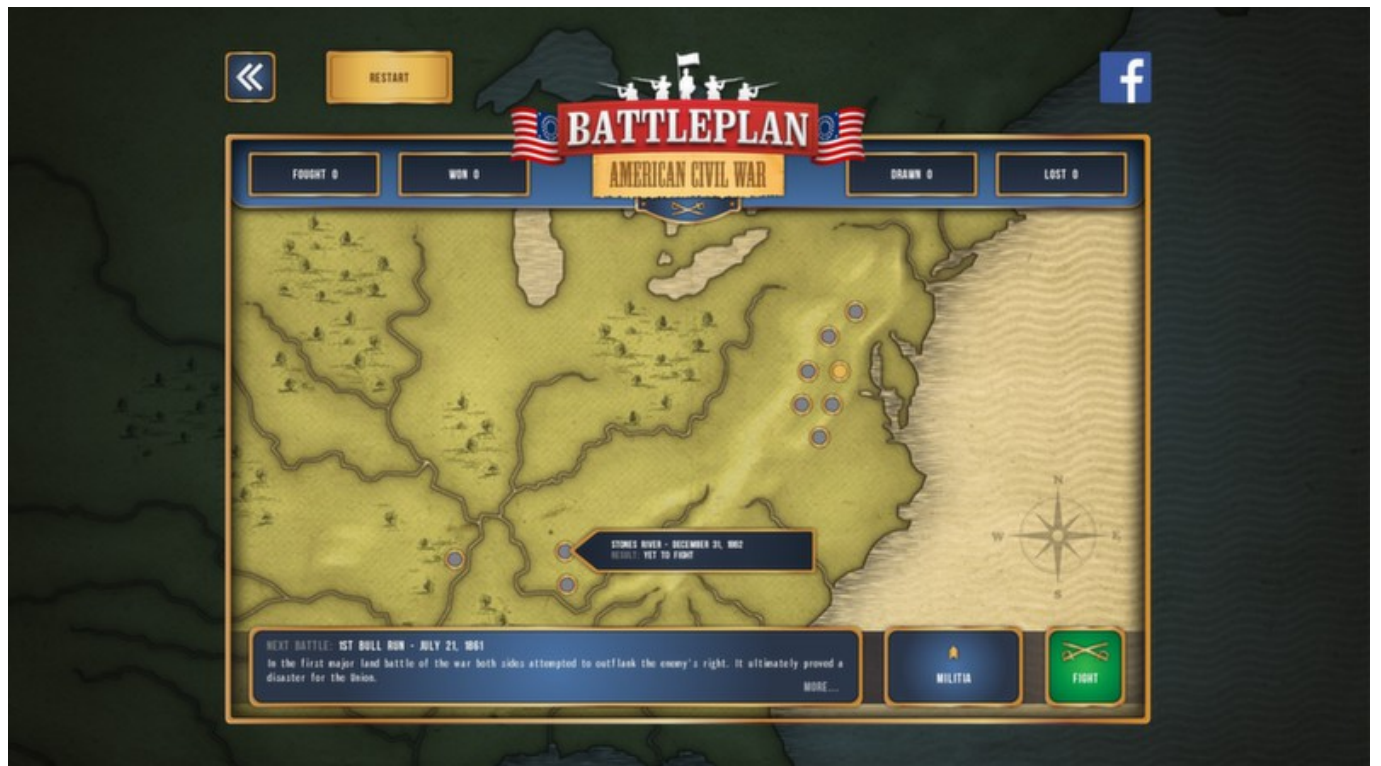 RESTART
BATTLEPLAN
AMERICAN CIVIL WAR
FOUGHT 0
WON 0
DRAWN 0
LOST 0
N
W
E
S
STONES RIVER - DECEMBER 31, 1862
RESULT: YET TO FIGHT
NEXT BATTLE: 1ST BULL RUN - JULY 21, 1861
In the first major land battle of the war both sides attempted to outflank the enemy's right. It ultimately proved a
disaster for the Union.
MORE...
MILITIA
FIGHT